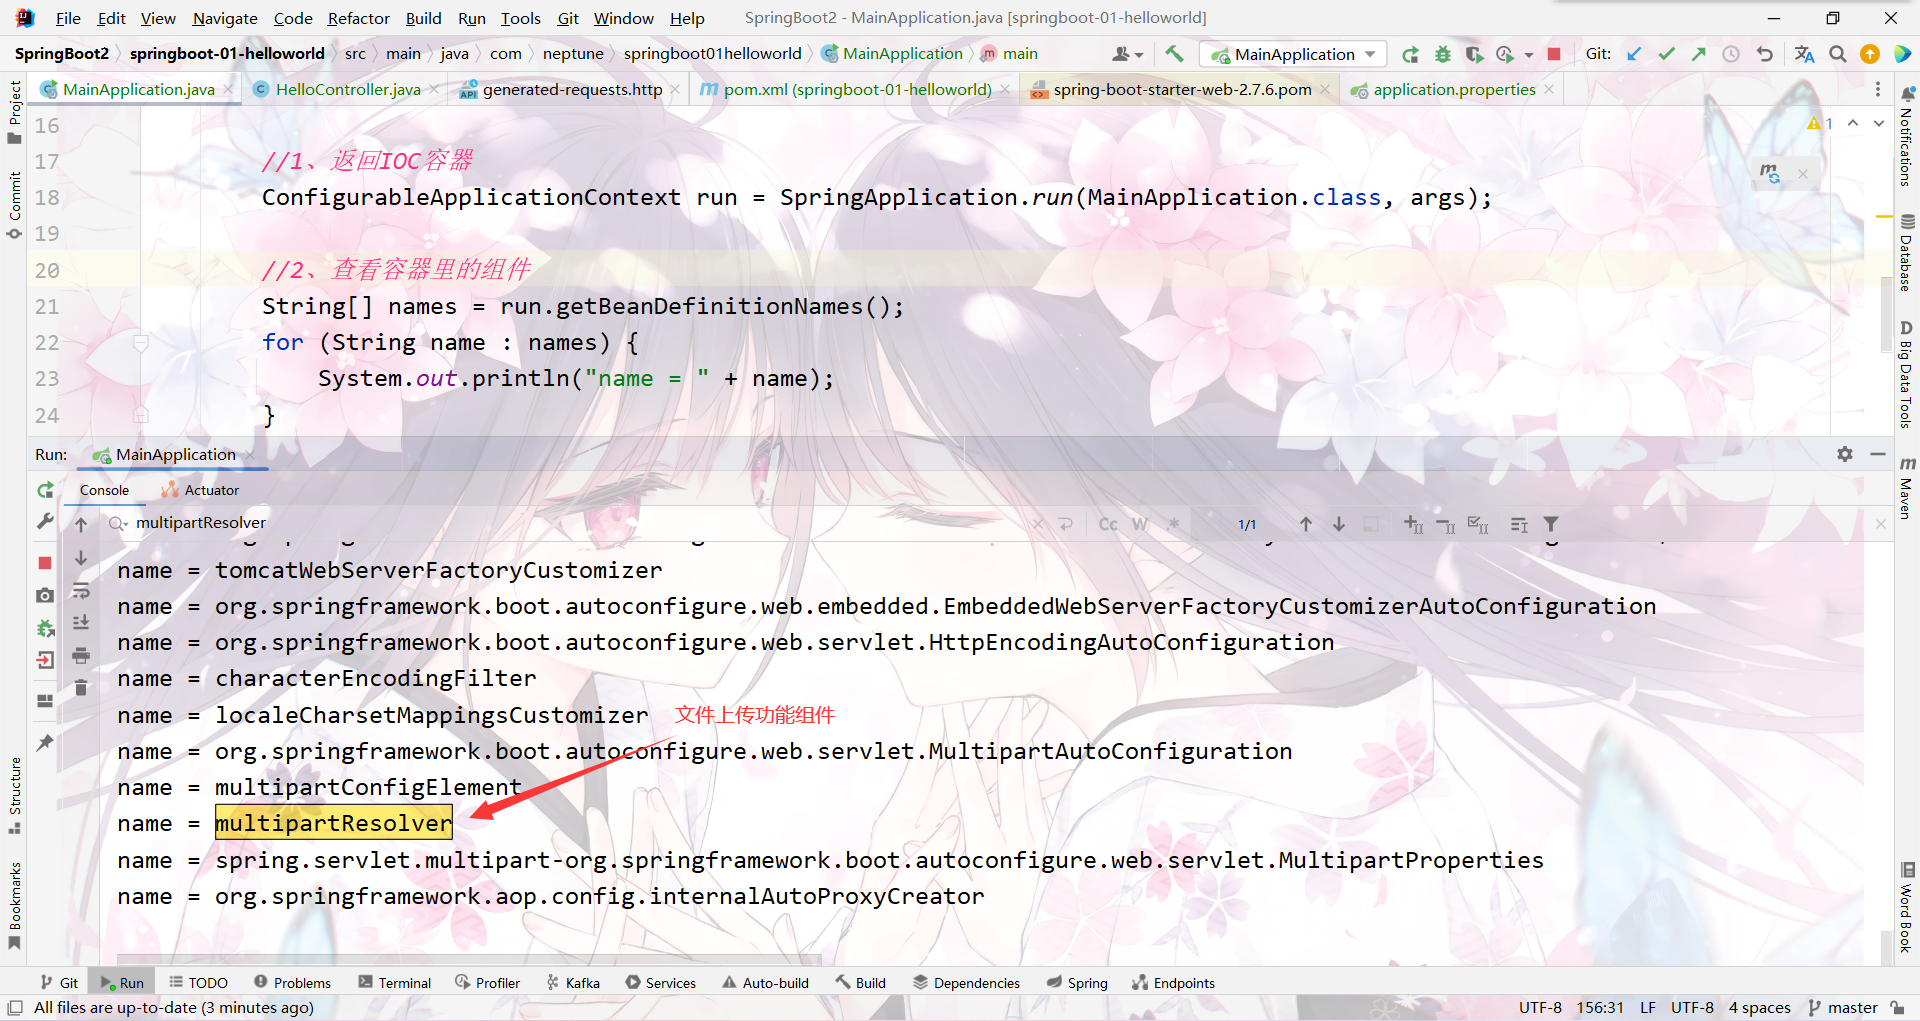 File Edit View Navigate Code Refactor Build Run Tools Git Window Help SpringBoot2 - MainApplication.java [springboot-01-helloworld]
SpringBoot2 springboot-01-helloworld src main java com neptune springboot01helloworld MainApplication main MainApplication Git:
MainApplication.java HelloController.java generated-requests.http pom.xml (springboot-01-helloworld) spring-boot-starter-web-2.7.6.pom application.properties
Project
Commit
Structure
Bookmarks
16
17 //1、返回IOC容器
18 ConfigurableApplicationContext run = SpringApplication.run(MainApplication.class, args);
19
20 //2、查看容器里的组件
21 String[] names = run.getBeanDefinitionNames();
22 for (String name : names) {
23 System.out.println("name = " + name);
24 }
1
Notifications
Database
Big Data Tools
Maven
Word Book
Run: MainApplication
Console Actuator
multipartResolver Cc W .* 1/1
name = tomcatWebServerFactoryCustomizer
name = org.springframework.boot.autoconfigure.web.embedded.EmbeddedWebServerFactoryCustomizerAutoConfiguration
name = org.springframework.boot.autoconfigure.web.servlet.HttpEncodingAutoConfiguration
name = characterEncodingFilter
name = localeCharsetMappingsCustomizer 文件上传功能组件
name = org.springframework.boot.autoconfigure.web.servlet.MultipartAutoConfiguration
name = multipartConfigElement
name = multipartResolver
name = spring.servlet.multipart-org.springframework.boot.autoconfigure.web.servlet.MultipartProperties
name = org.springframework.aop.config.internalAutoProxyCreator
Git Run TODO Problems Terminal Profiler Kafka Services Auto-build Build Dependencies Spring Endpoints
All files are up-to-date (3 minutes ago) UTF-8 156:31 LF UTF-8 4 spaces master